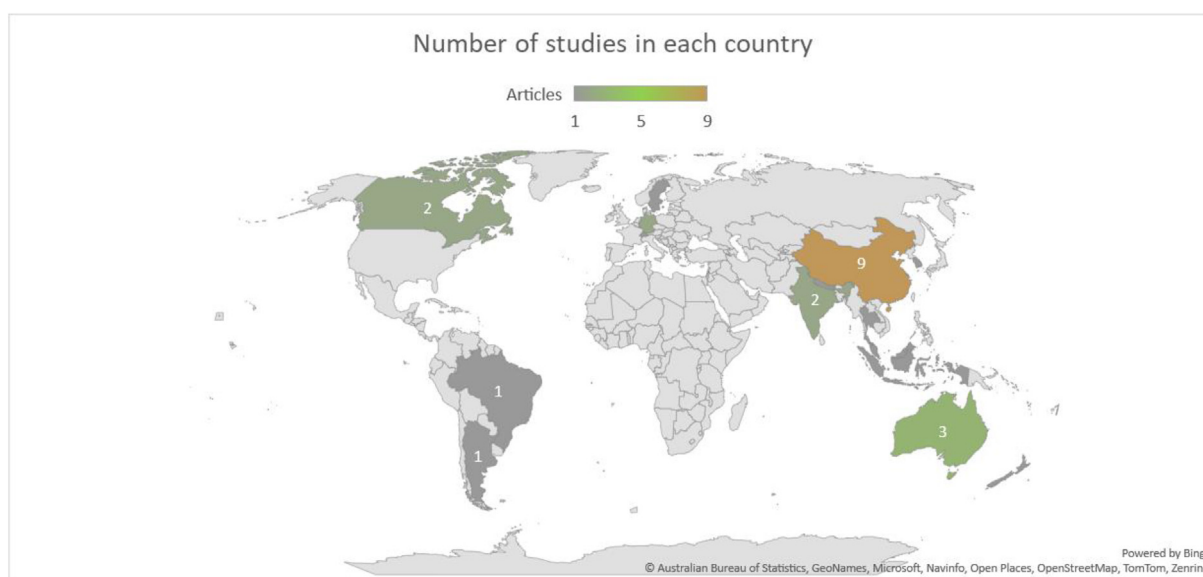 Number of studies in each country
Articles
1 5 9
2
9
2
1
3
1
Powered by Bing
© Australian Bureau of Statistics, GeoNames, Microsoft, Navinfo, Open Places, OpenStreetMap, TomTom, Zenrin